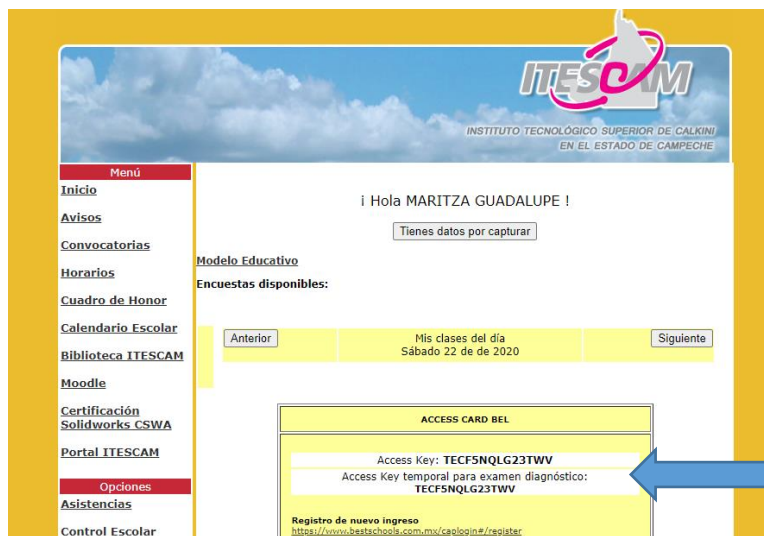 ITESCAM
INSTITUTO TECNOLÓGICO SUPERIOR DE CALKINI
EN EL ESTADO DE CAMPECHE
Menú
Inicio
Avisos
Convocatorias
Horarios
Cuadro de Honor
Calendario Escolar
Biblioteca ITESCAM
Moodle
Certificación
Solidworks CSWA
Portal ITESCAM
Opciones
Asistencias
Control Escolar
¡ Hola MARITZA GUADALUPE !
Tienes datos por capturar
Modelo Educativo
Encuestas disponibles:
Anterior
Mis clases del día
Sábado 22 de de 2020
Siguiente
ACCESS CARD BEL
Access Key: TECF5NQLG23TWV
Access Key temporal para examen diagnóstico:
TECF5NQLG23TWV
Registro de nuevo ingreso
https://www.bestschools.com.mx/caplogin#/register